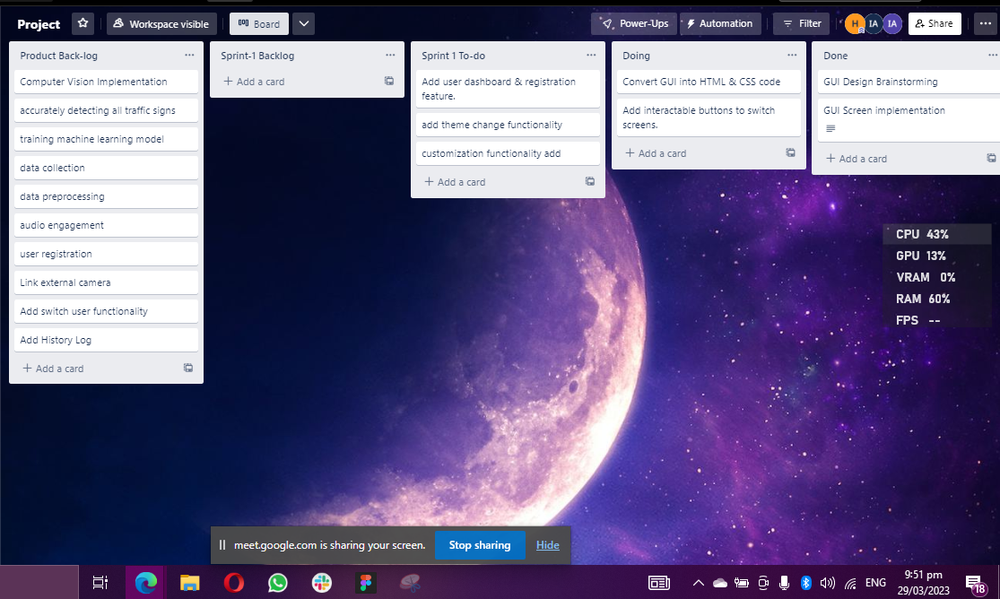 Project
Workspace visible
Board
Power-Ups
Automation
Filter
H
IA
IA
Share
Product Back-log
Computer Vision Implementation
accurately detecting all traffic signs
training machine learning model
data collection
data preprocessing
audio engagement
user registration
Link external camera
Add switch user functionality
Add History Log
+ Add a card
Sprint-1 Backlog
+ Add a card
Sprint 1 To-do
Add user dashboard & registration
feature.
add theme change functionality
customization functionality add
+ Add a card
Doing
Convert GUI into HTML & CSS code
Add interactable buttons to switch
screens.
+ Add a card
Done
GUI Design Brainstorming
GUI Screen implementation
+ Add a card
CPU 43%
GPU 13%
VRAM 0%
RAM 60%
FPS --
meet.google.com is sharing your screen.
Stop sharing
Hide
ENG
9:51 pm
29/03/2023
18